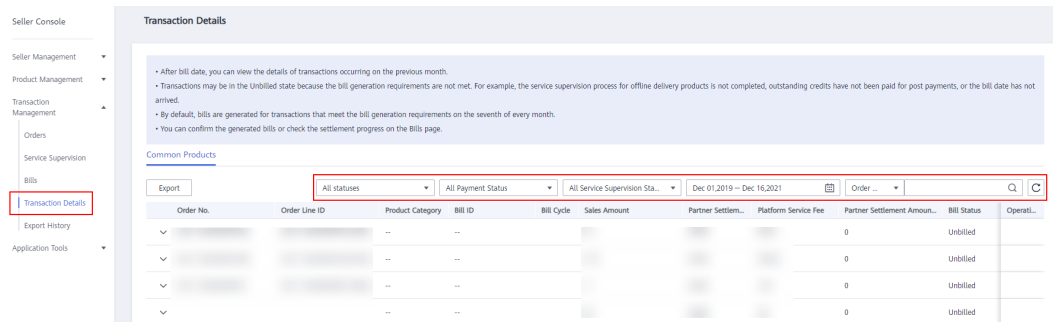 Seller Console
Transaction Details
Seller Management
Product Management
Transaction
Management
Orders
Service Supervision
Bills
Transaction Details
Export History
Application Tools
• After bill date, you can view the details of transactions occurring on the previous month.
• Transactions may be in the Unbilled state because the bill generation requirements are not met. For example, the service supervision process for offline delivery products is not completed, outstanding credits have not been paid for post payments, or the bill date has not
arrived.
• By default, bills are generated for transactions that meet the bill generation requirements on the seventh of every month.
• You can confirm the generated bills or check the settlement progress on the Bills page.
Common Products
Export All statuses All Payment Status All Service Supervision Sta... Dec 01,2019 – Dec 16,2021 Order ...
Order No. Order Line ID Product Category Bill ID Bill Cycle Sales Amount Partner Settlem... Platform Service Fee Partner Settlement Amoun... Bill Status Operati...
-- -- 0 Unbilled
-- -- 0 Unbilled
-- -- 0 Unbilled
-- -- 0 Unbilled